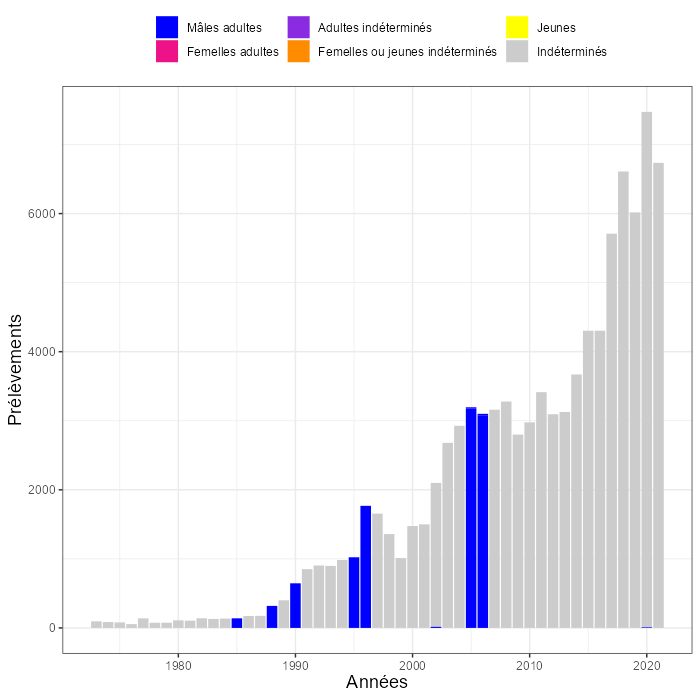 Mâles adultes
Adultes indéterminés
Jeunes
Femelles adultes
Femelles ou jeunes indéterminés
Indéterminés
6000
4000
2000
0
Prélèvements
1980
1990
2000
2010
2020
Années